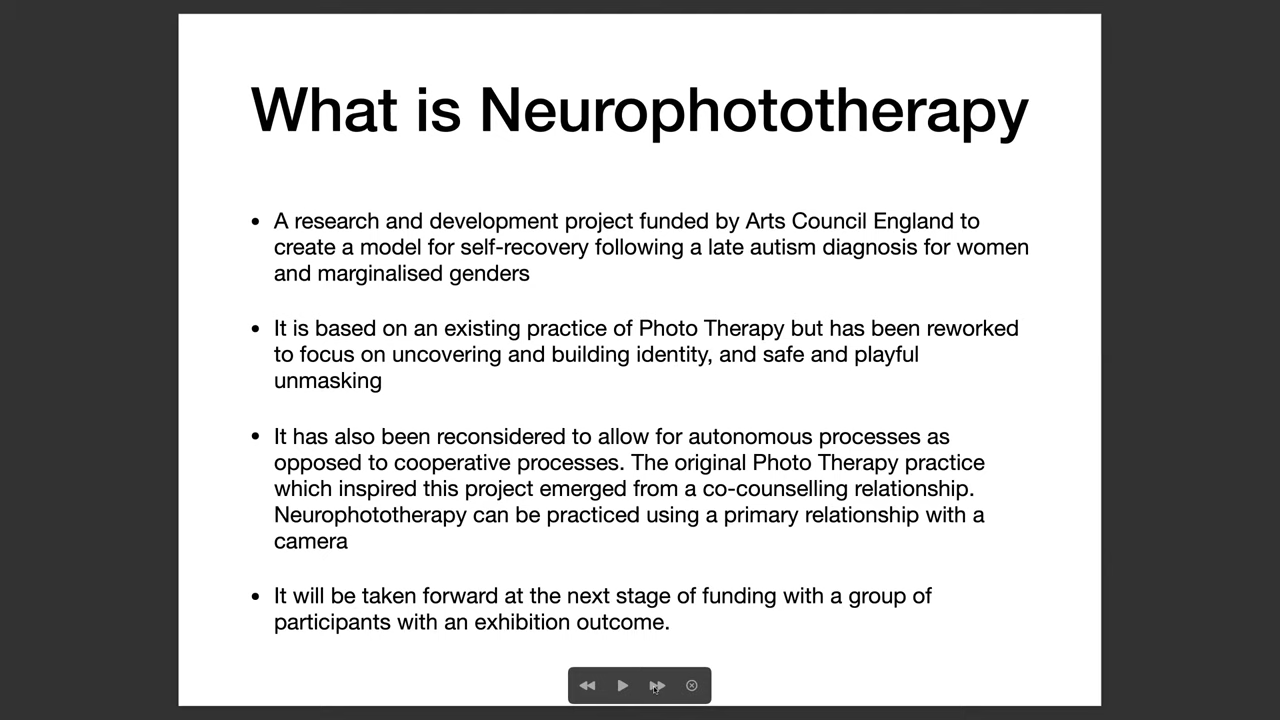 What is Neurophototherapy
• A research and development project funded by Arts Council England to
create a model for self-recovery following a late autism diagnosis for women
and marginalised genders
• It is based on an existing practice of Photo Therapy but has been reworked
to focus on uncovering and building identity, and safe and playful
unmasking
• It has also been reconsidered to allow for autonomous processes as
opposed to cooperative processes. The original Photo Therapy practice
which inspired this project emerged from a co-counselling relationship.
Neurophototherapy can be practiced using a primary relationship with a
camera
• It will be taken forward at the next stage of funding with a group of
participants with an exhibition outcome.